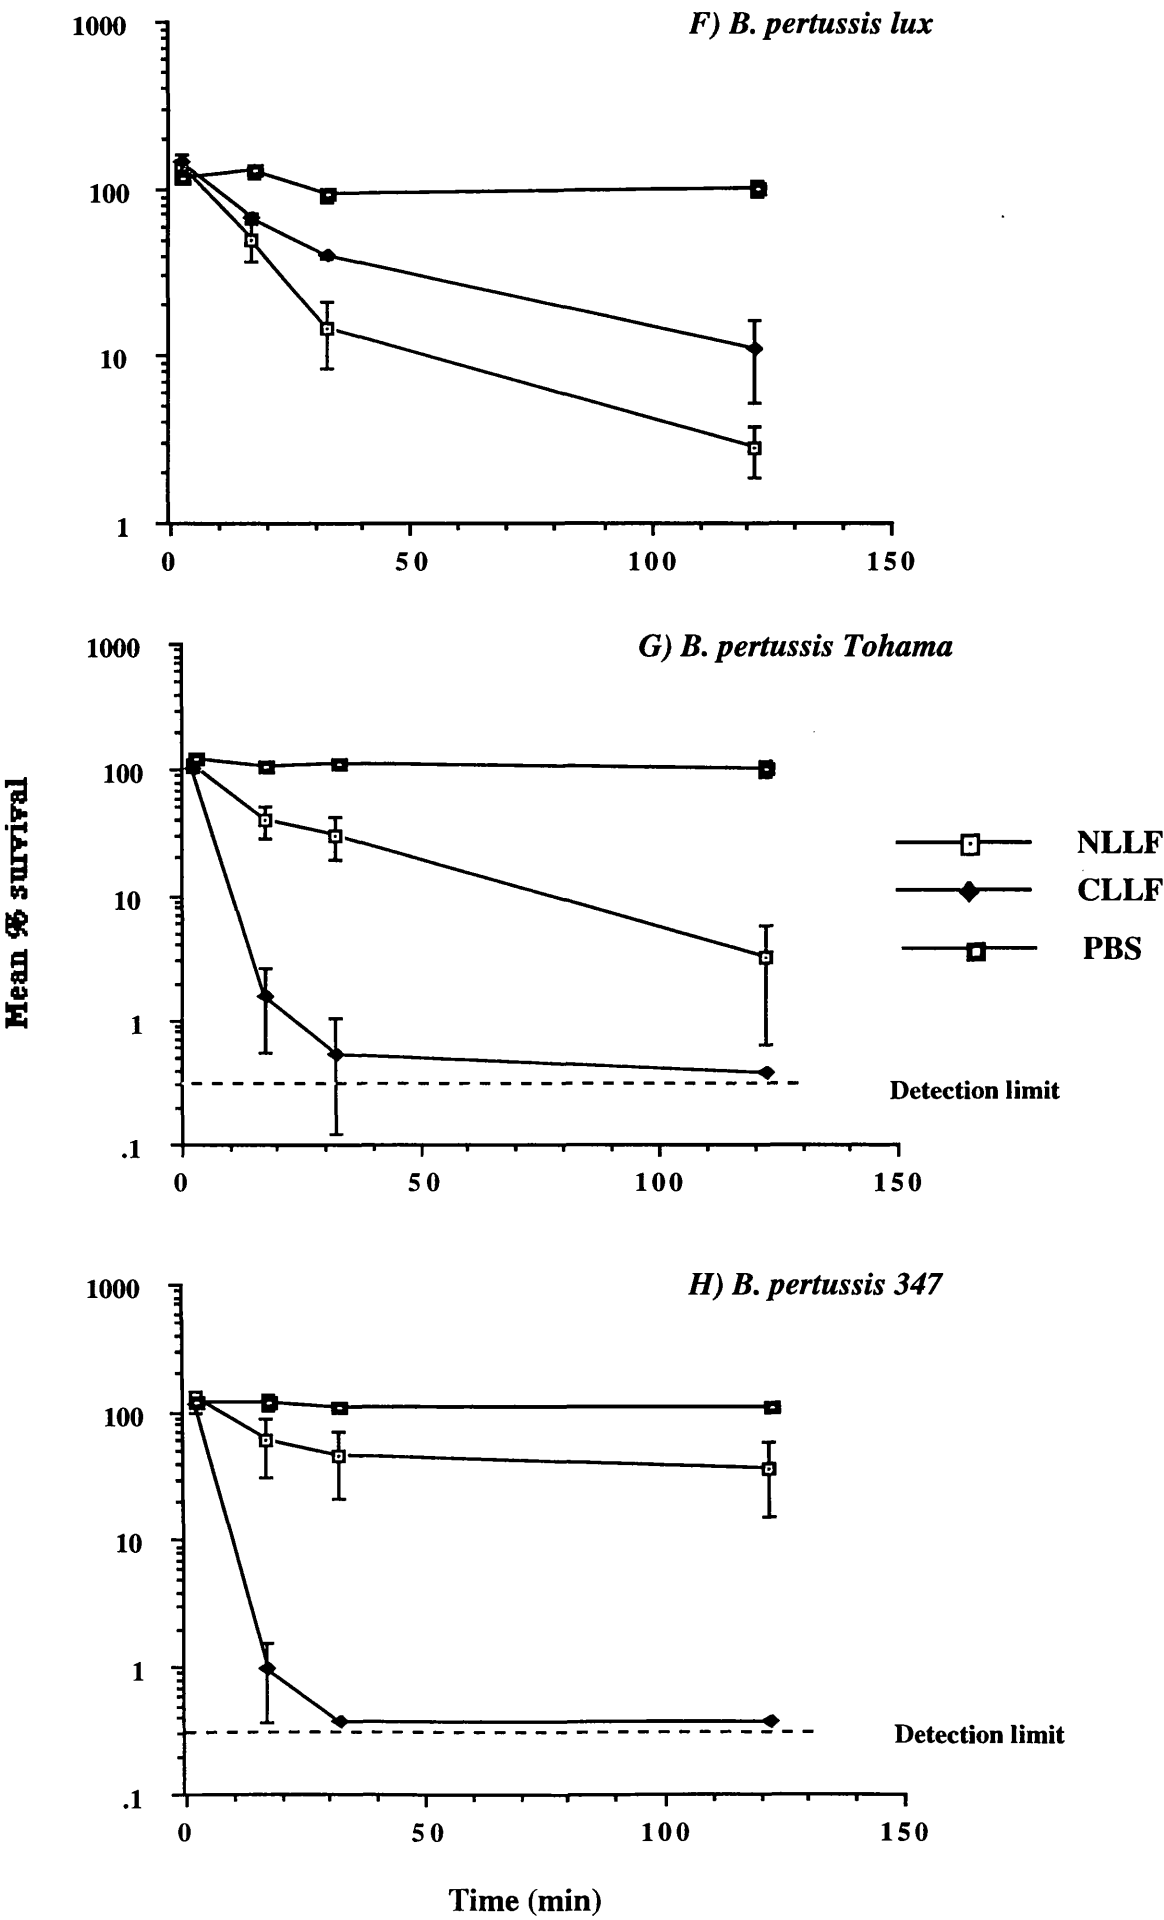 F) B. pertussis lux
1000
100
10
1
0 50 100 150
G) B. pertussis Tohama
1000
100
10
1
.1
0 50 100 150
Mean % survival
NLLF
CLLF
PBS
Detection limit
H) B. pertussis 347
1000
100
10
1
.1
Detection limit
0 50 100 150
Time (min)